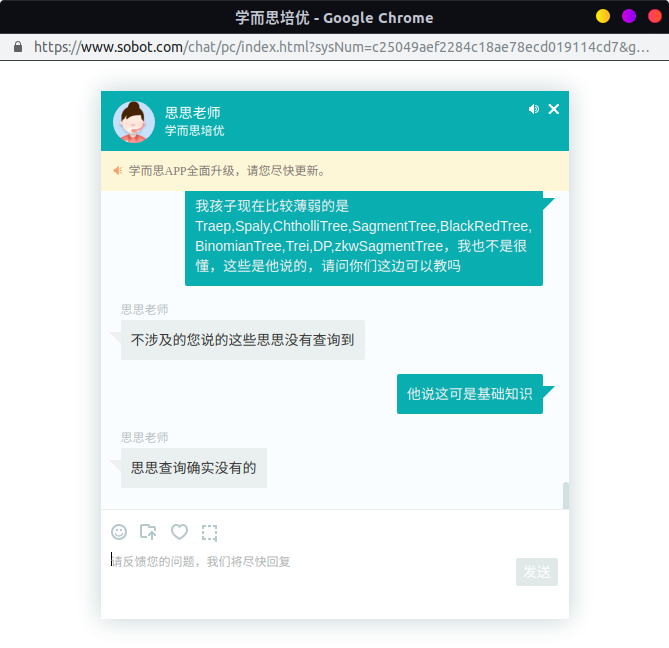 学而思培优 - Google Chrome
https://www.sobot.com/chat/pc/index.html?sysNum=c25049aef2284c18ae78ecd019114cd7&g...
思思老师
学而思培优
学而思APP全面升级，请您尽快更新。
我孩子现在比较薄弱的是
Traep,Spaly,ChtholliTree,SagmentTree,BlackRedTree,
BinomianTree,Trei,DP,zkwSagmentTree，我也不是很
懂，这些是他说的，请问你们这边可以教吗
思思老师
不涉及的您说的这些思思没有查询到
他说这可是基础知识
思思老师
思思查询确实没有的
请反馈您的问题，我们将尽快回复
发送